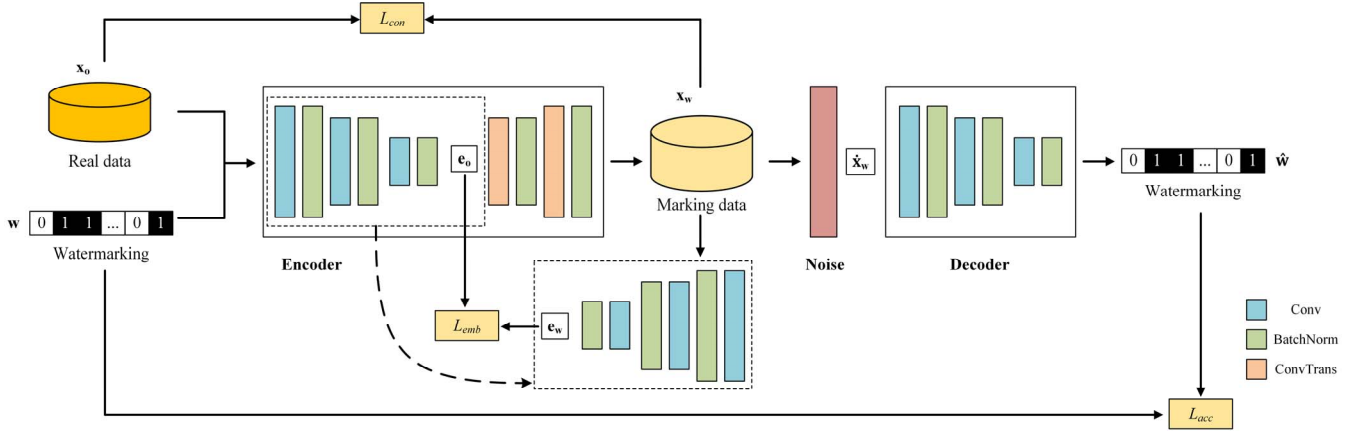 L_con
x_o
Real data
w 0 1 1 ... 0 1
Watermarking
e_o
Encoder
x_w
Marking data
L_emb
e_w
Noise
ẋ_w
Decoder
0 1 1 ... 0 1 ŵ
Watermarking
Conv
BatchNorm
ConvTrans
L_acc